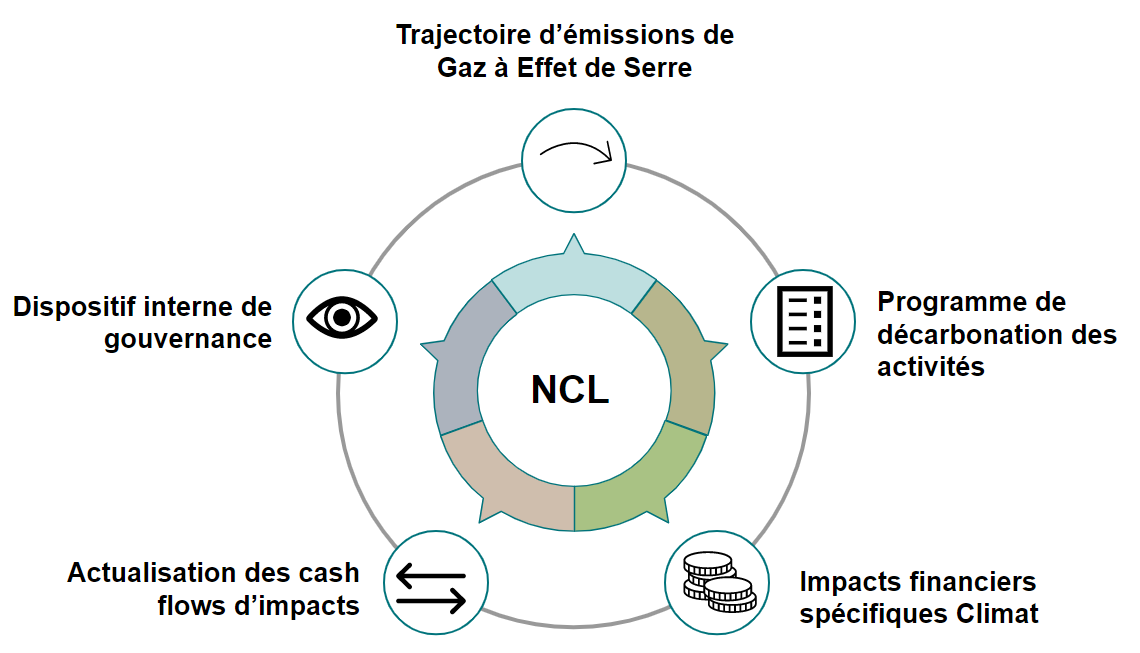 Trajectoire d’émissions de
Gaz à Effet de Serre
Dispositif interne de
gouvernance
Programme de
décarbonation des
activités
NCL
Actualisation des cash
flows d’impacts
Impacts financiers
spécifiques Climat